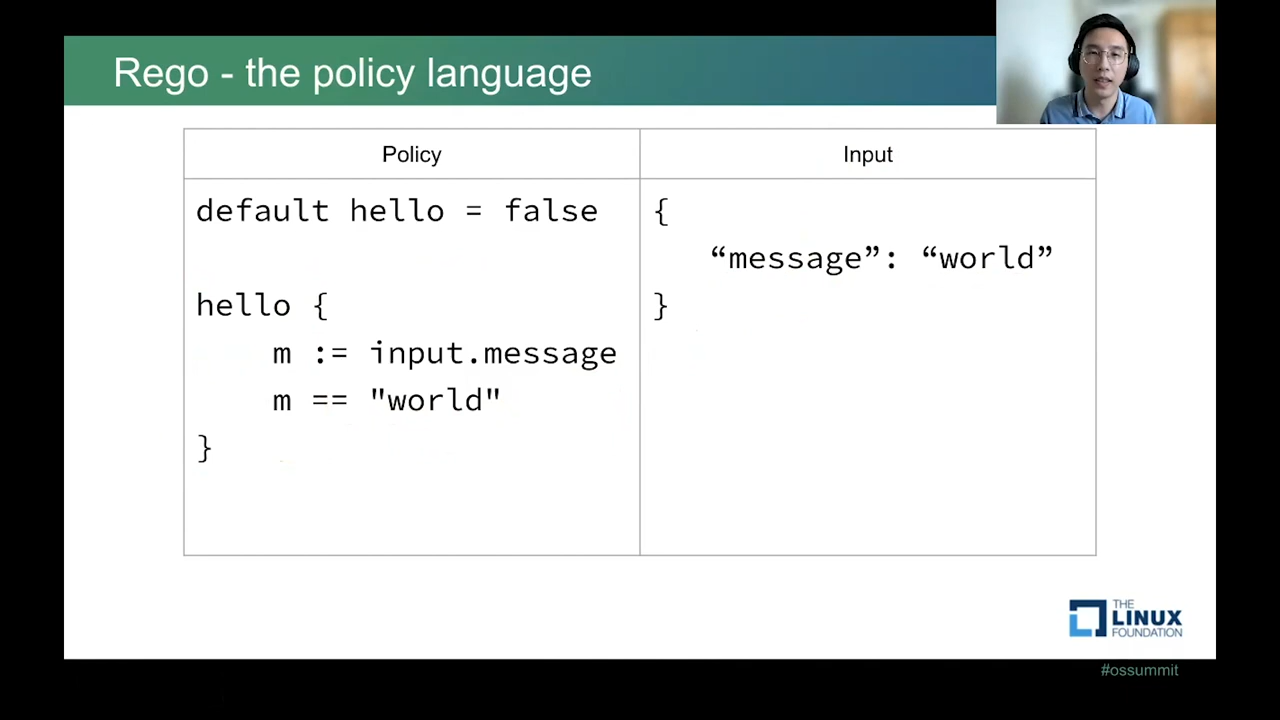 Rego - the policy language
Policy
Input
default hello = false
hello {
m := input.message
m == "world"
}
{
“message”: “world”
}
THE
LINUX
FOUNDATION
#ossummit